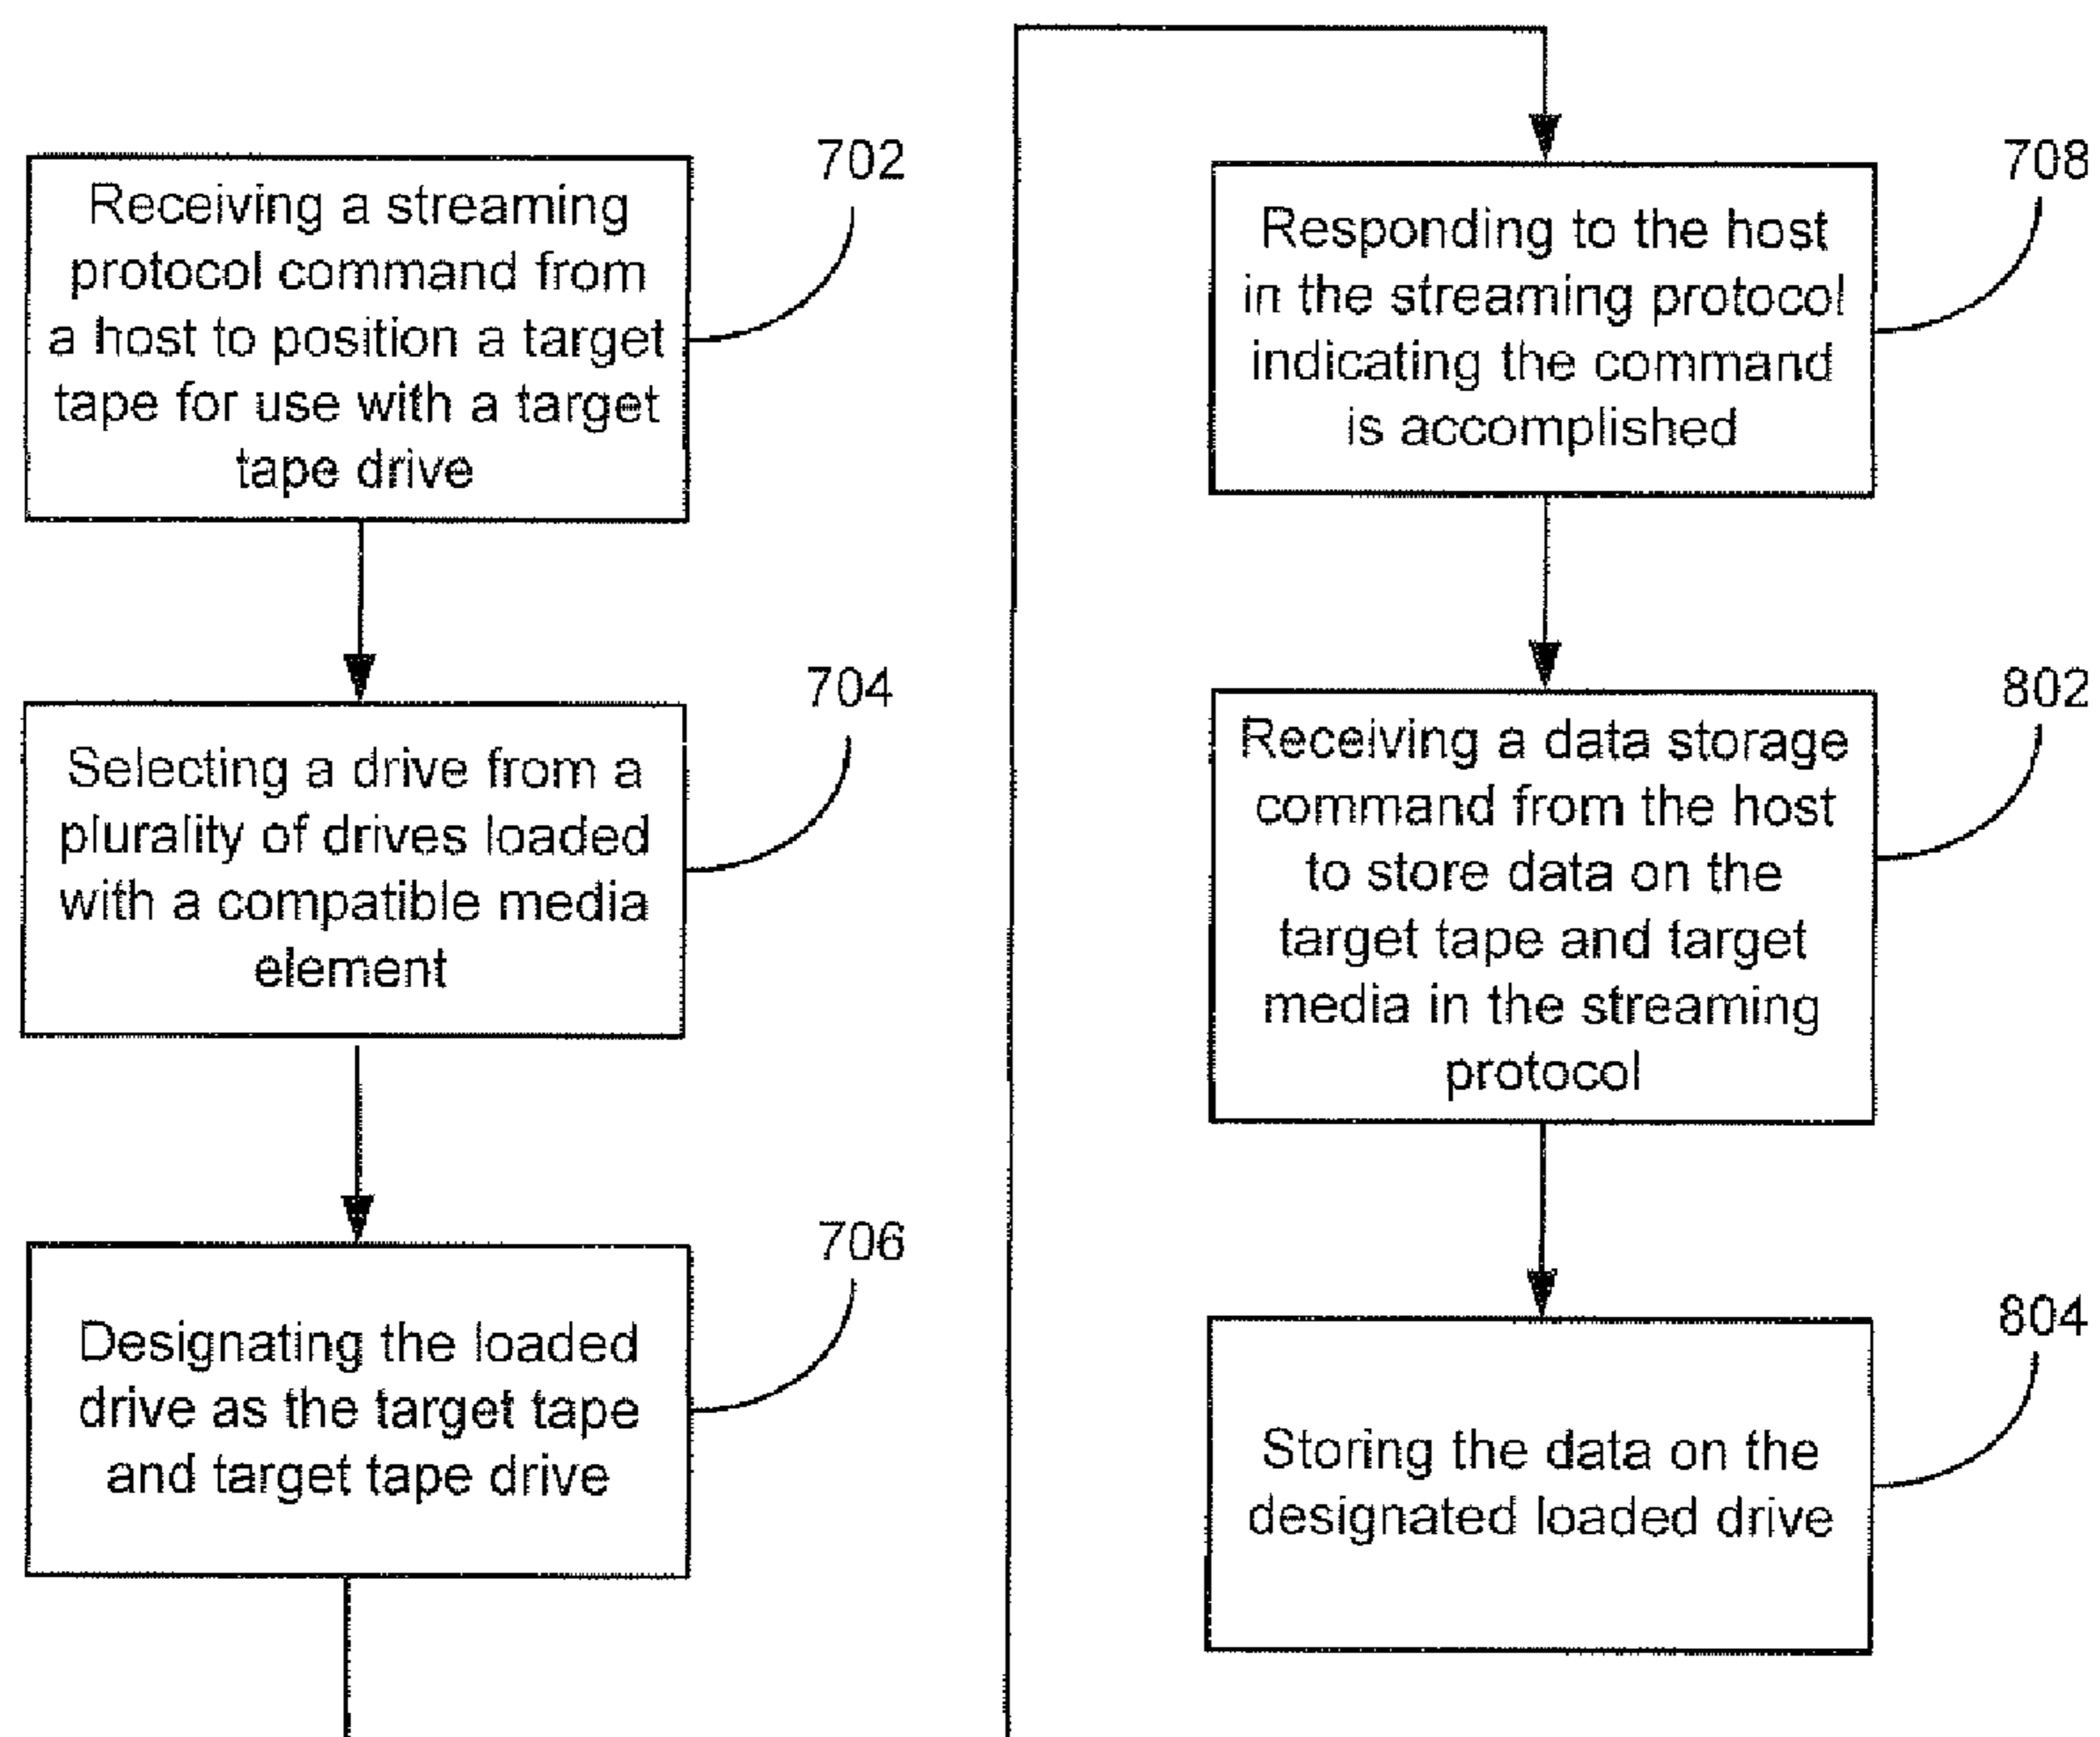 702
Receiving a streaming
protocol command from
a host to position a target
tape for use with a target
tape drive
704
Selecting a drive from a
plurality of drives loaded
with a compatible media
element
706
Designating the loaded
drive as the target tape
and target tape drive
708
Responding to the host
in the streaming protocol
indicating the command
is accomplished
802
Receiving a data storage
command from the host
to store data on the
target tape and target
media in the streaming
protocol
804
Storing the data on the
designated loaded drive